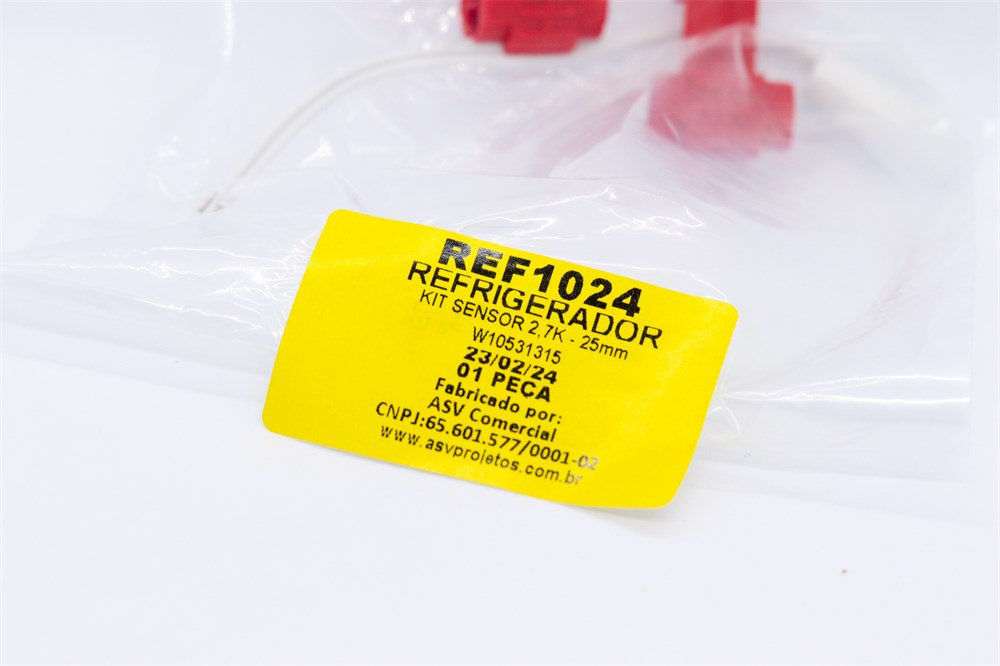 REF1024
REFRIGERADOR
KIT SENSOR 2,7K - 25mm
W10531315
23/02/24
01 PEÇA
Fabricado por:
ASV Comercial
CNPJ:65.601.577/0001-02
www.asvprojetos.com.br